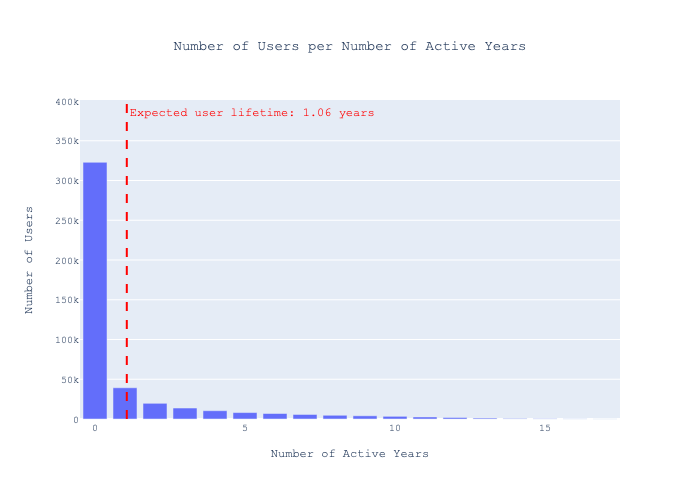 Number of Users per Number of Active Years
Expected user lifetime: 1.06 years
400k
350k
300k
250k
200k
150k
100k
50k
0
Number of Users
0 5 10 15
Number of Active Years